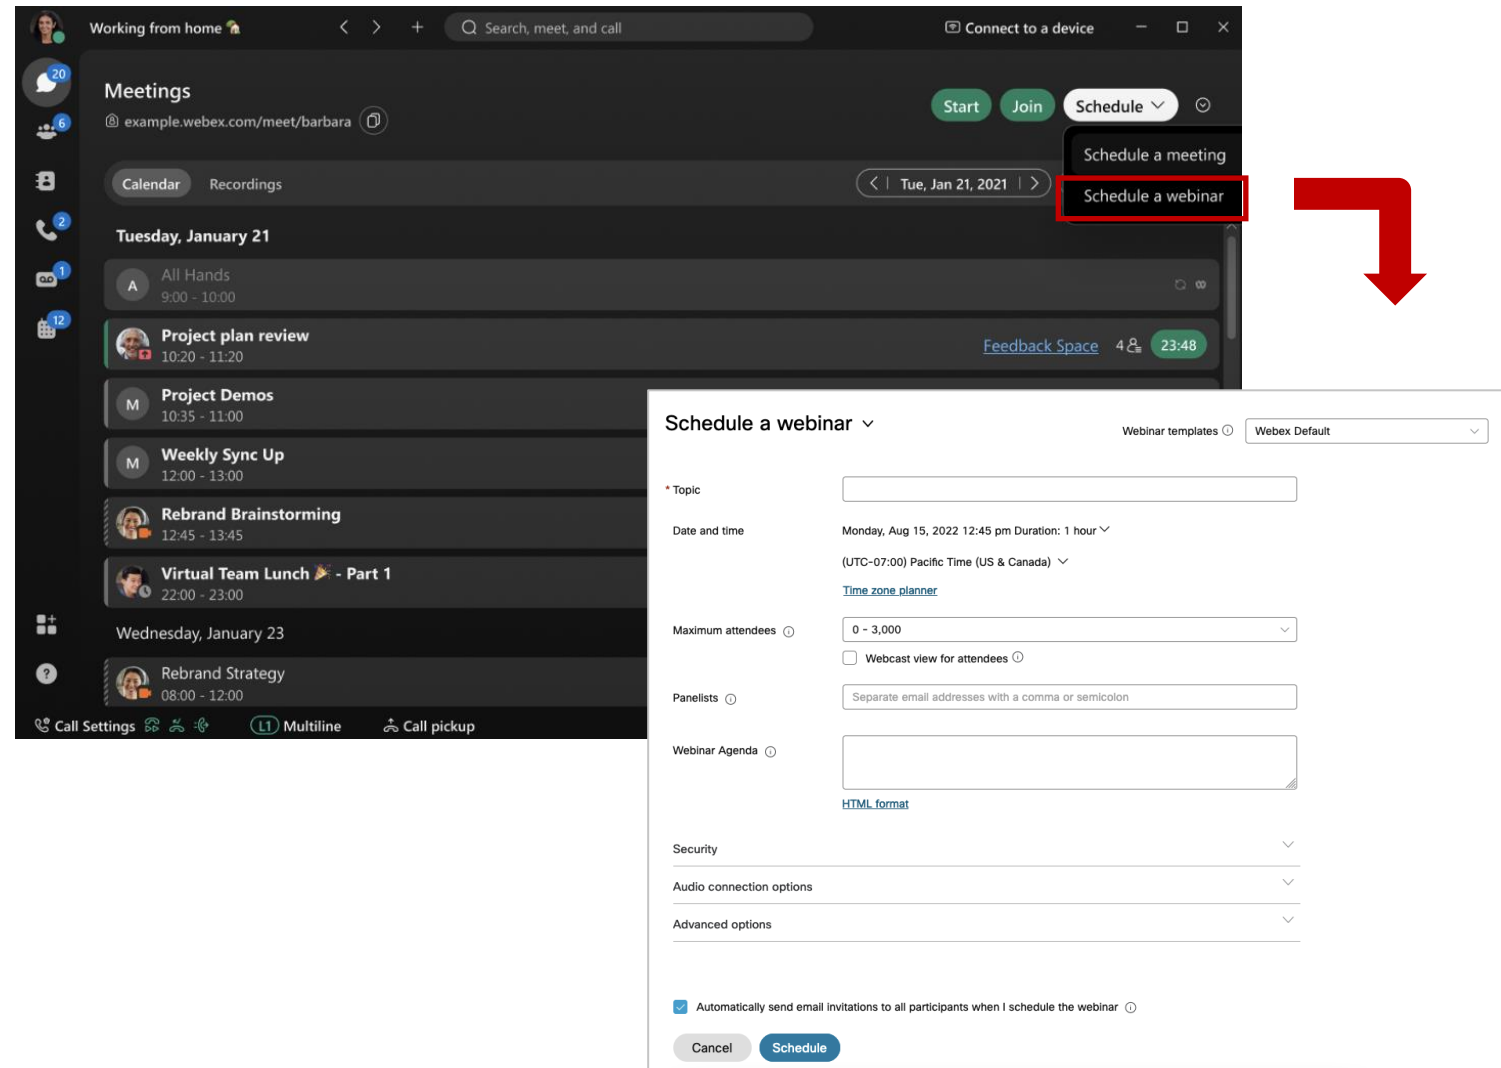 Working from home
Search, meet, and call
Connect to a device
20
Meetings
example.webex.com/meet/barbara
Start
Join
Schedule
6
Schedule a meeting
Schedule a webinar
Calendar
Recordings
Tue, Jan 21, 2021
2
Tuesday, January 21
1
A
All Hands
9:00 - 10:00
12
Project plan review
10:20 - 11:20
Feedback Space
4
23:48
M
Project Demos
10:35 - 11:00
M
Weekly Sync Up
12:00 - 13:00
Rebrand Brainstorming
12:45 - 13:45
Virtual Team Lunch 🎉 - Part 1
22:00 - 23:00
Wednesday, January 23
Rebrand Strategy
08:00 - 12:00
Call Settings
L1 Multiline
Call pickup
Schedule a webinar
Webinar templates
Webex Default
* Topic
Date and time
Monday, Aug 15, 2022 12:45 pm Duration: 1 hour
(UTC-07:00) Pacific Time (US & Canada)
Time zone planner
Maximum attendees
0 - 3,000
Webcast view for attendees
Panelists
Separate email addresses with a comma or semicolon
Webinar Agenda
HTML format
Security
Audio connection options
Advanced options
Automatically send email invitations to all participants when I schedule the webinar
Cancel
Schedule